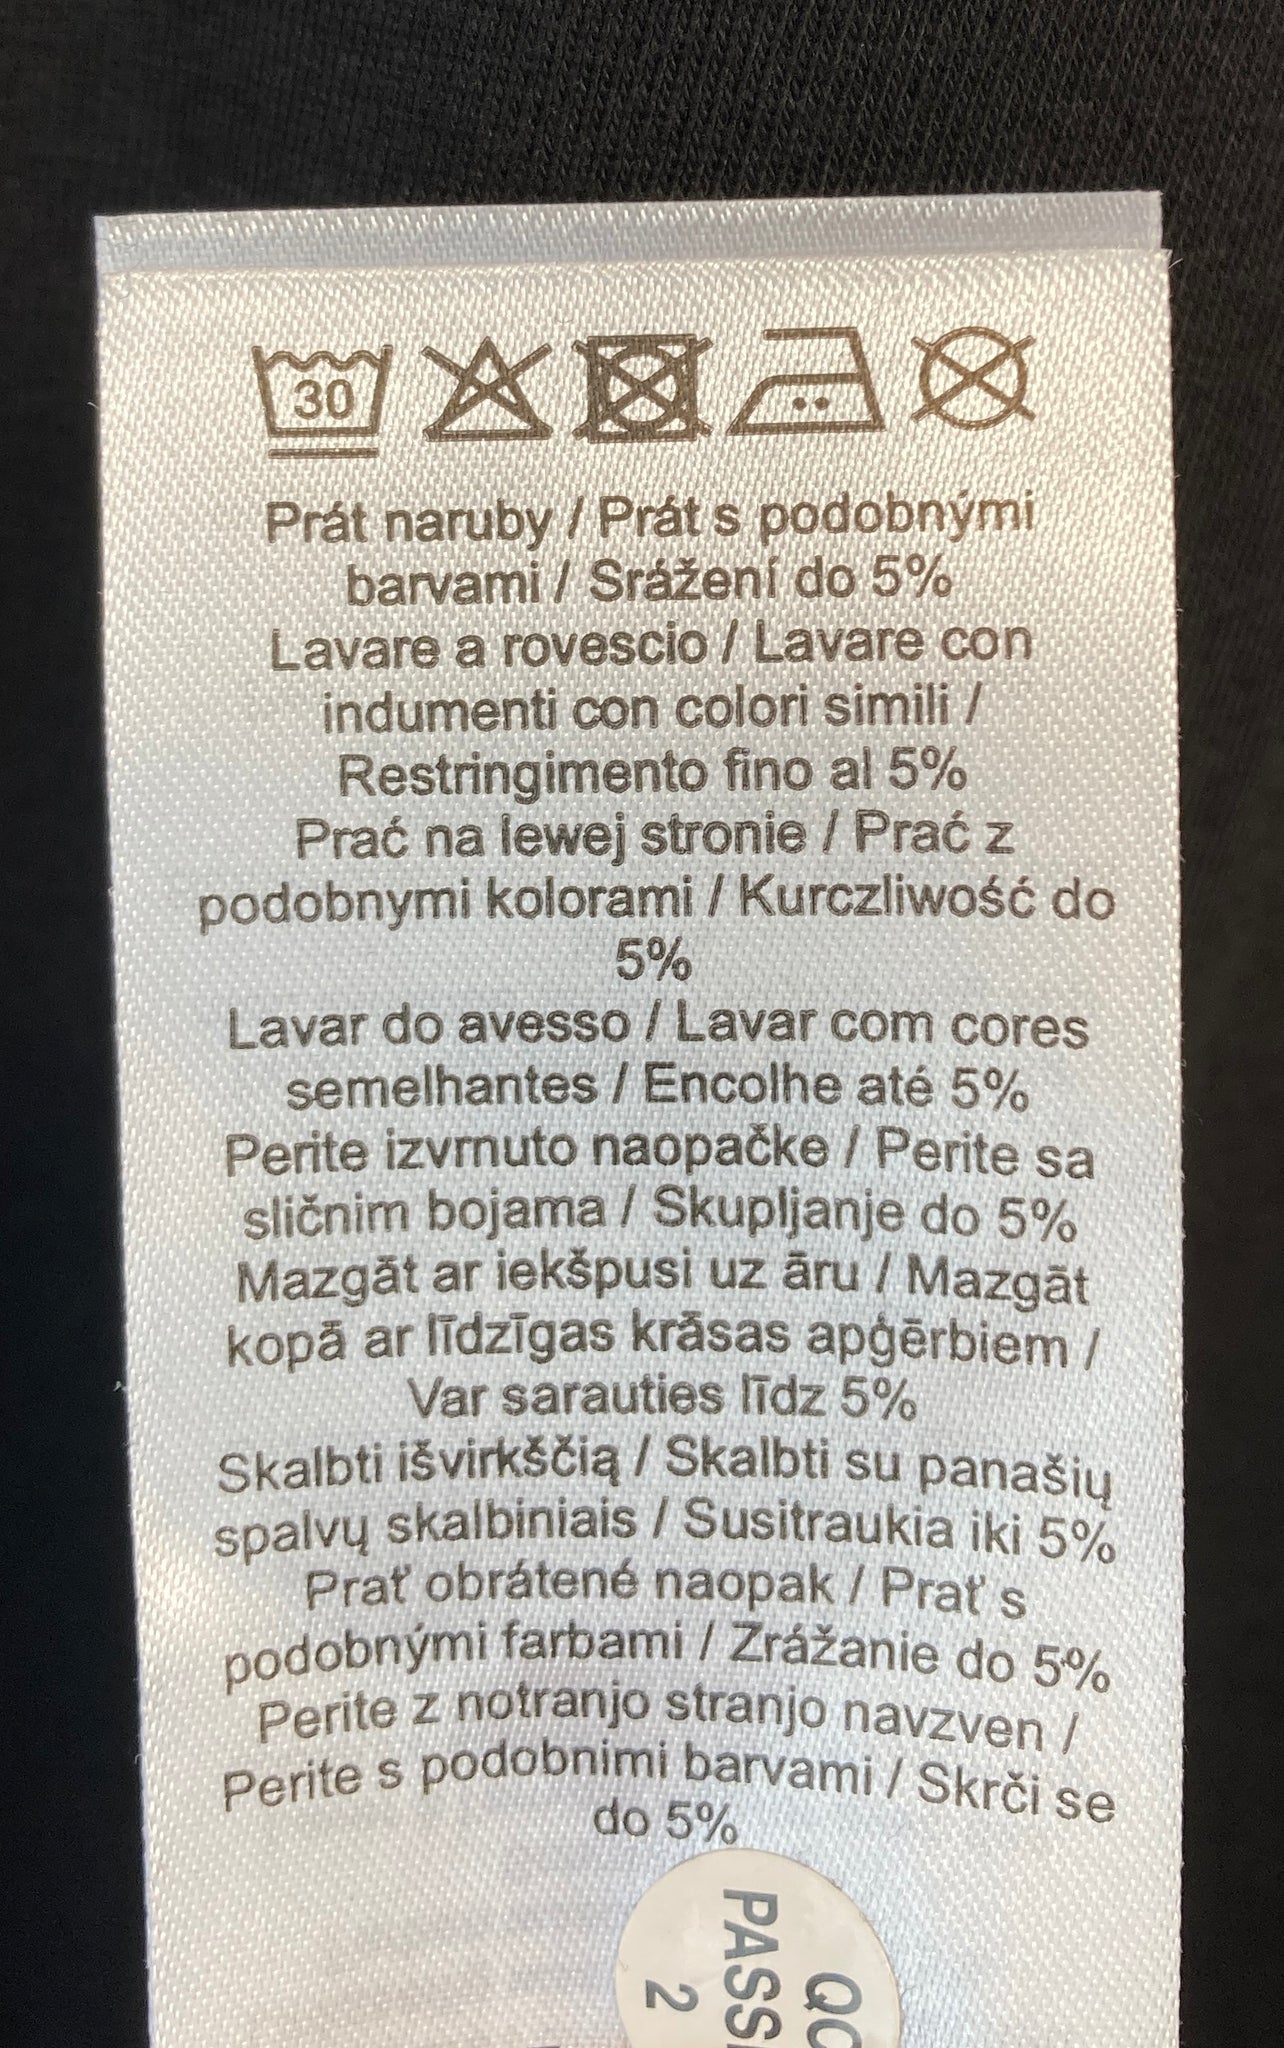 30
Prát naruby / Prát s podobnými
barvami / Srážení do 5%
Lavare a rovescio / Lavare con
indumenti con colori simili /
Restringimento fino al 5%
Prać na lewej stronie / Prać z
podobnymi kolorami / Kurczliwość do
5%
Lavar do avesso / Lavar com cores
semelhantes / Encolhe até 5%
Perite izvrnuto naopačke / Perite sa
sličnim bojama / Skupljanje do 5%
Mazgāt ar iekšpusi uz āru / Mazgāt
kopā ar līdzīgas krāsas apģērbiem /
Var sarauties līdz 5%
Skalbti išvirkščią / Skalbti su panašių
spalvų skalbiniais / Susitraukia iki 5%
Prať obrátené naopak / Prať s
podobnými farbami / Zrážanie do 5%
Perite z notranjo stranjo navzven /
Perite s podobnimi barvami / Skrči se
do 5%
2